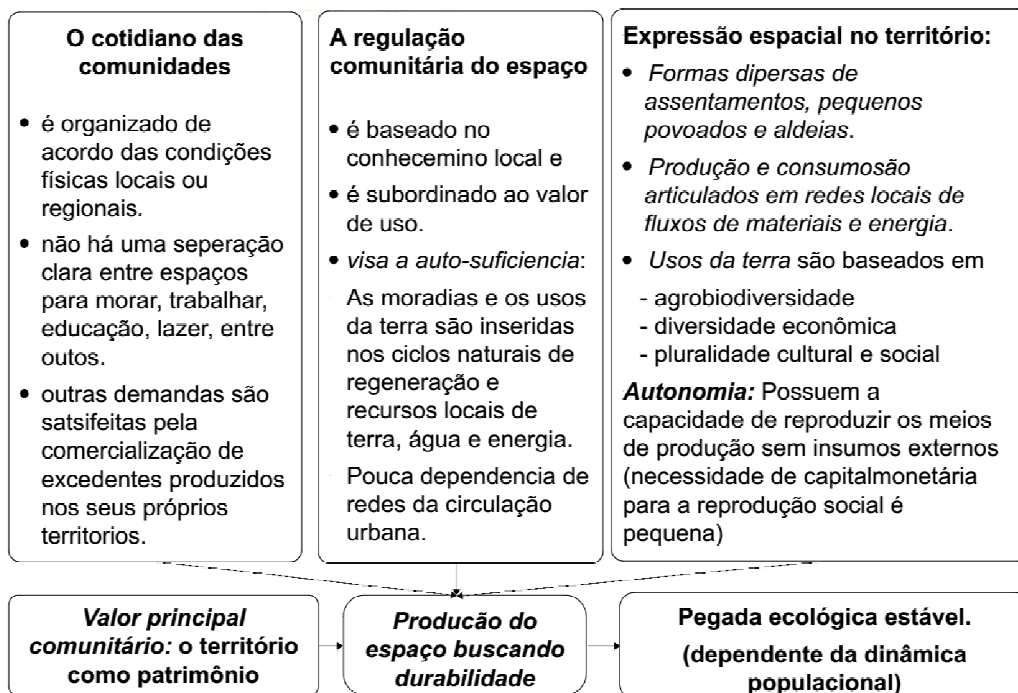 O cotidiano das
comunidades
• é organizado de
acordo das condições
físicas locais ou
regionais.
• não há uma seperação
clara entre espaços
para morar, trabalhar,
educação, lazer, entre
outos.
• outras demandas são
satsifeitas pela
comercialização de
excedentes produzidos
nos seus próprios
territorios.
A regulação
comunitária do espaço
• é baseado no
conhecemino local e
• é subordinado ao valor
de uso.
• visa a auto-suficiencia:
As moradias e os usos
da terra são inseridas
nos ciclos naturais de
regeneração e
recursos locais de
terra, água e energia.
Pouca dependencia de
redes da circulação
urbana.
Expressão espacial no território:
• Formas dipersas de
assentamentos, pequenos
povoados e aldeias.
• Produção e consumosão
articulados em redes locais de
fluxos de materiais e energia.
• Usos da terra são baseados em
- agrobiodiversidade
- diversidade econômica
- pluralidade cultural e social
Autonomia: Possuem a
capacidade de reproduzir os meios
de produção sem insumos externos
(necessidade de capitalmonetária
para a reprodução social é
pequena)
Valor principal
comunitário: o território
como patrimônio
Producão do
espaço buscando
durabilidade
Pegada ecológica estável.
(dependente da dinâmica
populacional)